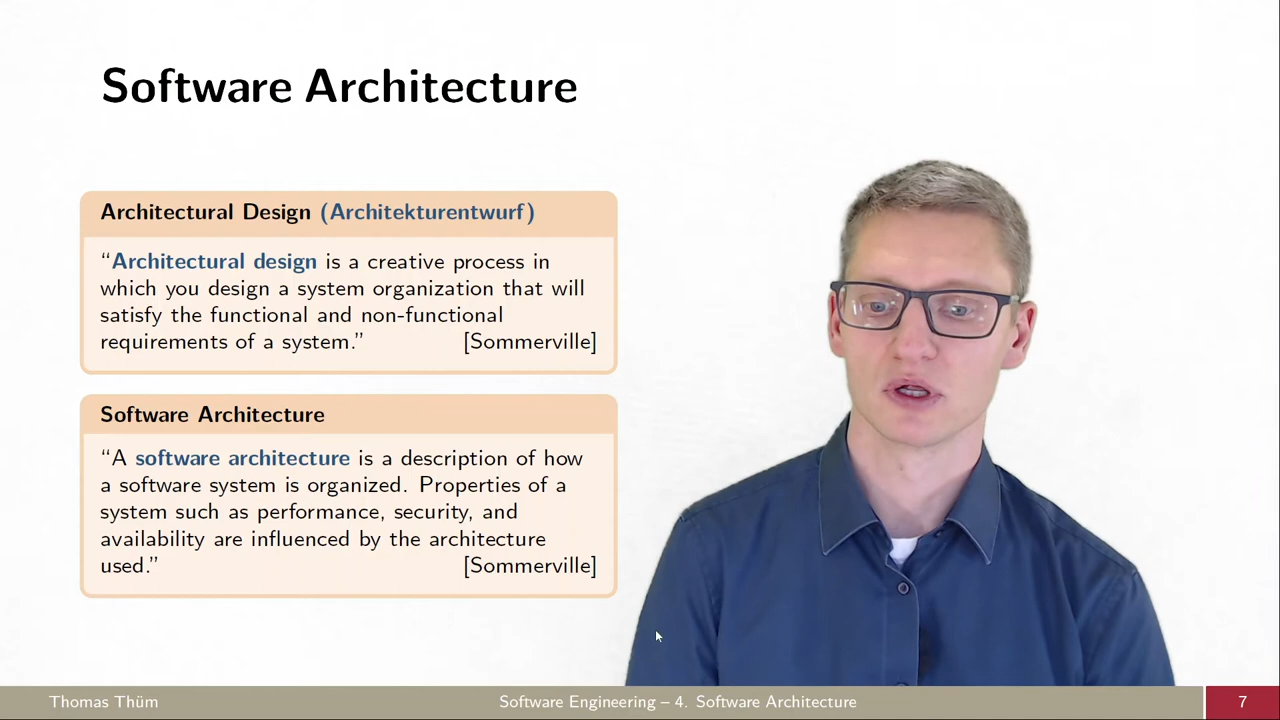 Software Architecture
Architectural Design (Architekturentwurf)
“Architectural design is a creative process in
which you design a system organization that will
satisfy the functional and non-functional
requirements of a system.” [Sommerville]
Software Architecture
“A software architecture is a description of how
a software system is organized. Properties of a
system such as performance, security, and
availability are influenced by the architecture
used.” [Sommerville]
Thomas Thüm Software Engineering – 4. Software Architecture 7